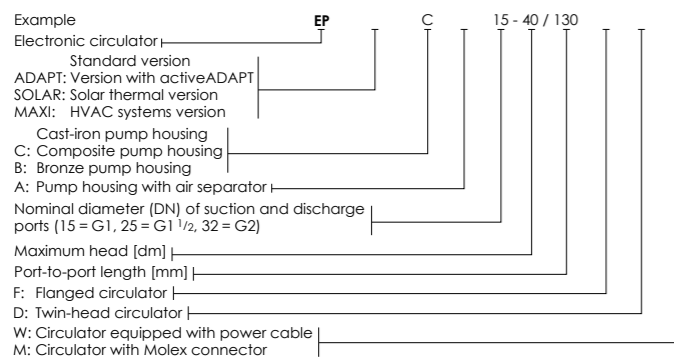 Example EP C 15 - 40 / 130
Electronic circulator
Standard version
ADAPT: Version with activeADAPT
SOLAR: Solar thermal version
MAXI: HVAC systems version
Cast-iron pump housing
C: Composite pump housing
B: Bronze pump housing
A: Pump housing with air separator
Nominal diameter (DN) of suction and discharge
ports (15 = G1, 25 = G1 1/2, 32 = G2)
Maximum head [dm]
Port-to-port length [mm]
F: Flanged circulator
D: Twin-head circulator
W: Circulator equipped with power cable
M: Circulator with Molex connector